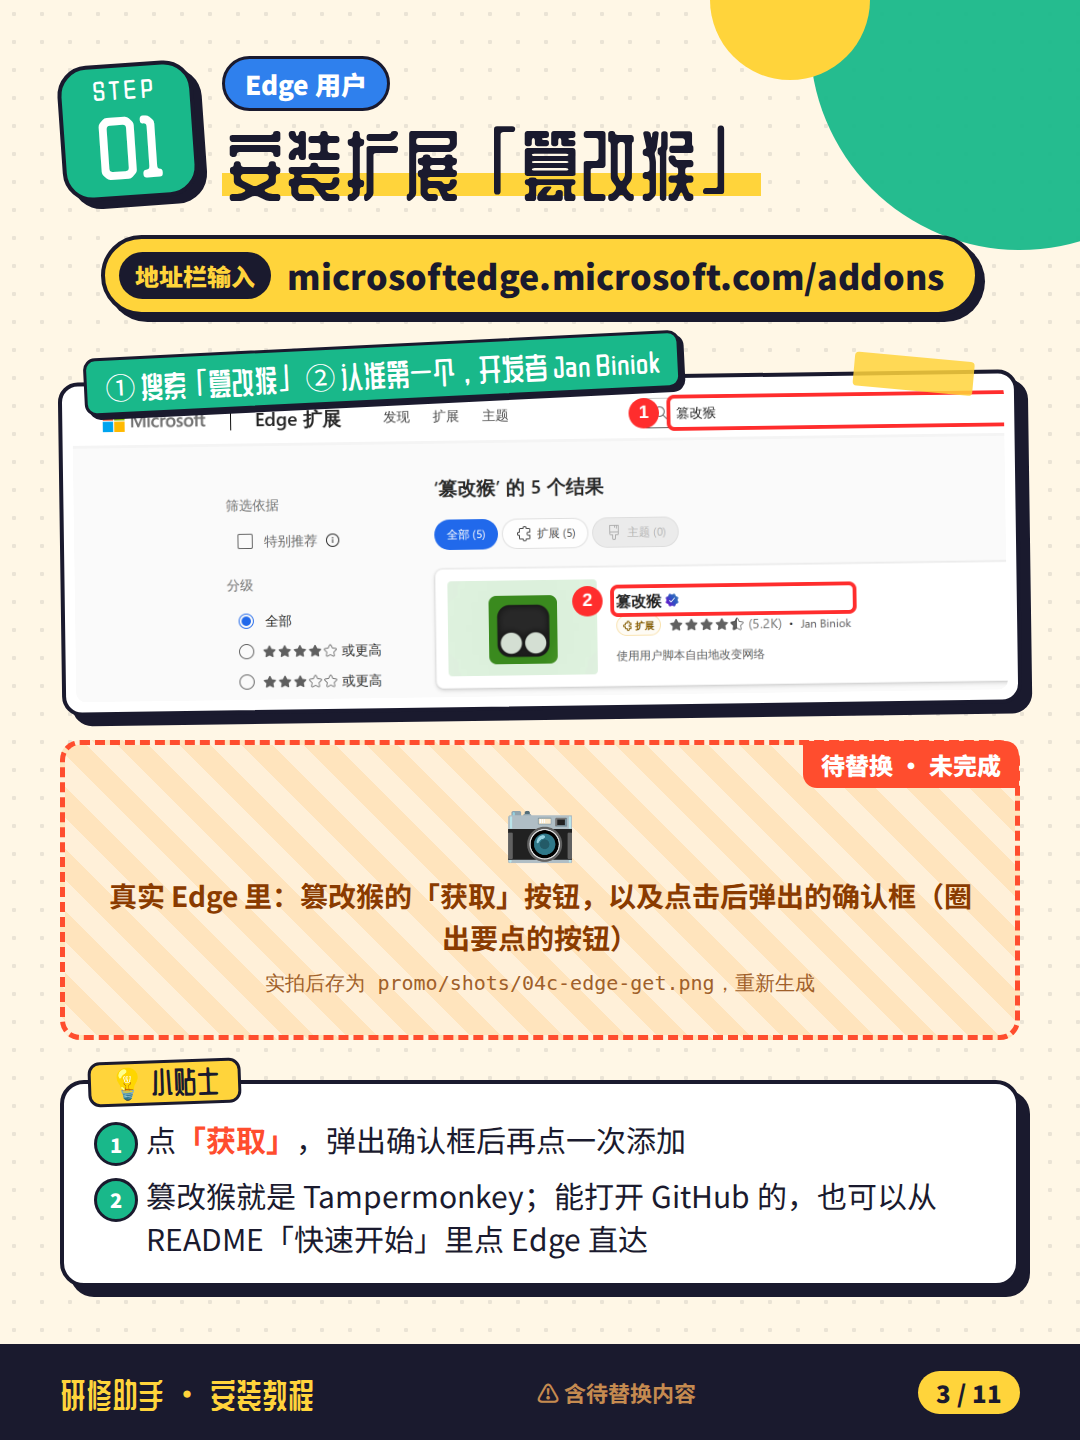 STEP
01
Edge 用户
安装扩展「篡改猴」
地址栏输入 microsoftedge.microsoft.com/addons
① 搜索「篡改猴」 ② 认准第一个，开发者 Jan Biniok
Microsoft Edge 扩展 发现 扩展 主题 1 篡改猴
'篡改猴' 的 5 个结果
筛选依据
全部 (5) 扩展 (5) 主题 (0)
特别推荐
分级
2 篡改猴
全部
扩展 (5.2K) • Jan Biniok
或更高
使用用户脚本自由地改变网络
或更高
待替换 · 未完成
真实 Edge 里：篡改猴的「获取」按钮，以及点击后弹出的确认框（圈
出要点的按钮）
实拍后存为 promo/shots/04c-edge-get.png，重新生成
💡 小贴士
1 点「获取」，弹出确认框后再点一次添加
2 篡改猴就是 Tampermonkey；能打开 GitHub 的，也可以从
README「快速开始」里点 Edge 直达
研修助手 · 安装教程
⚠ 含待替换内容
3 / 11